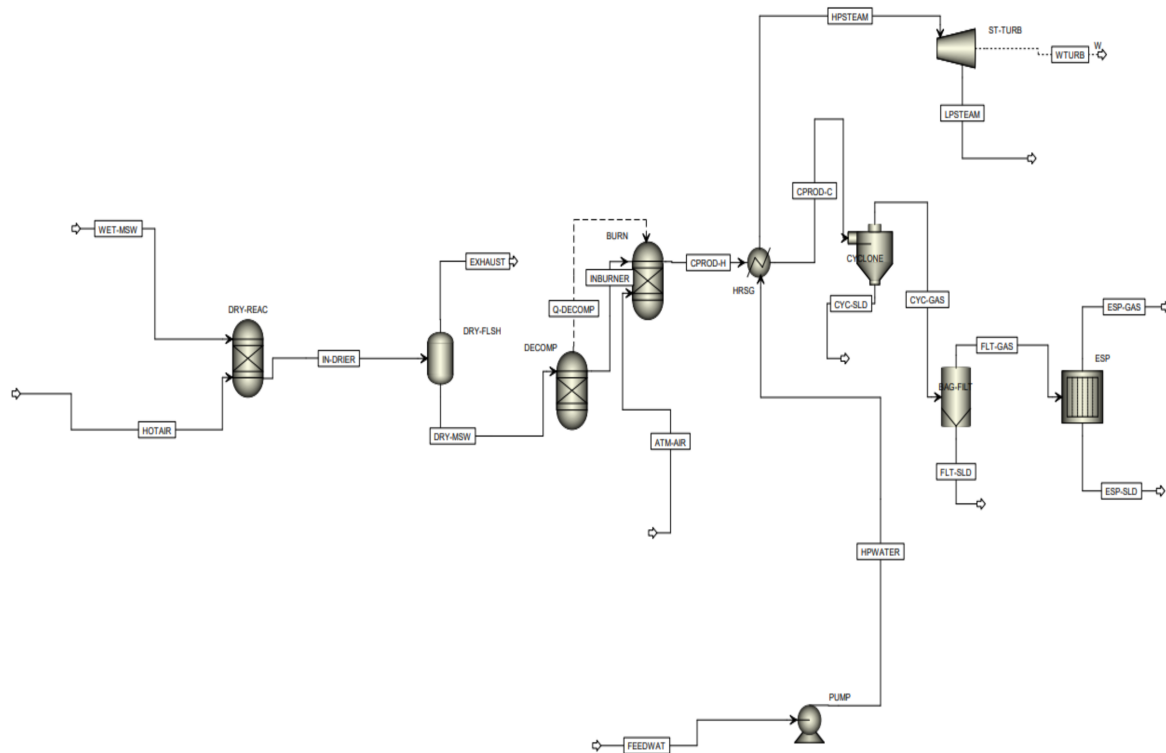 HPSTEAM
ST-TURB
W
WTURB
LPSTEAM
CPROD-C
WET-MSW
BURN
EXHAUST
CPROD-H
CYCLONE
INBURNER
HRSG
CYC-SLD
CYC-GAS
Q-DECOMP
ESP-GAS
DRY-REAC
DRY-FLSH
DECOMP
FLT-GAS
ESP
IN-DRIER
BAG-FILT
HOTAIR
DRY-MSW
ATM-AIR
FLT-SLD
ESP-SLD
HPWATER
PUMP
FEEDWAT